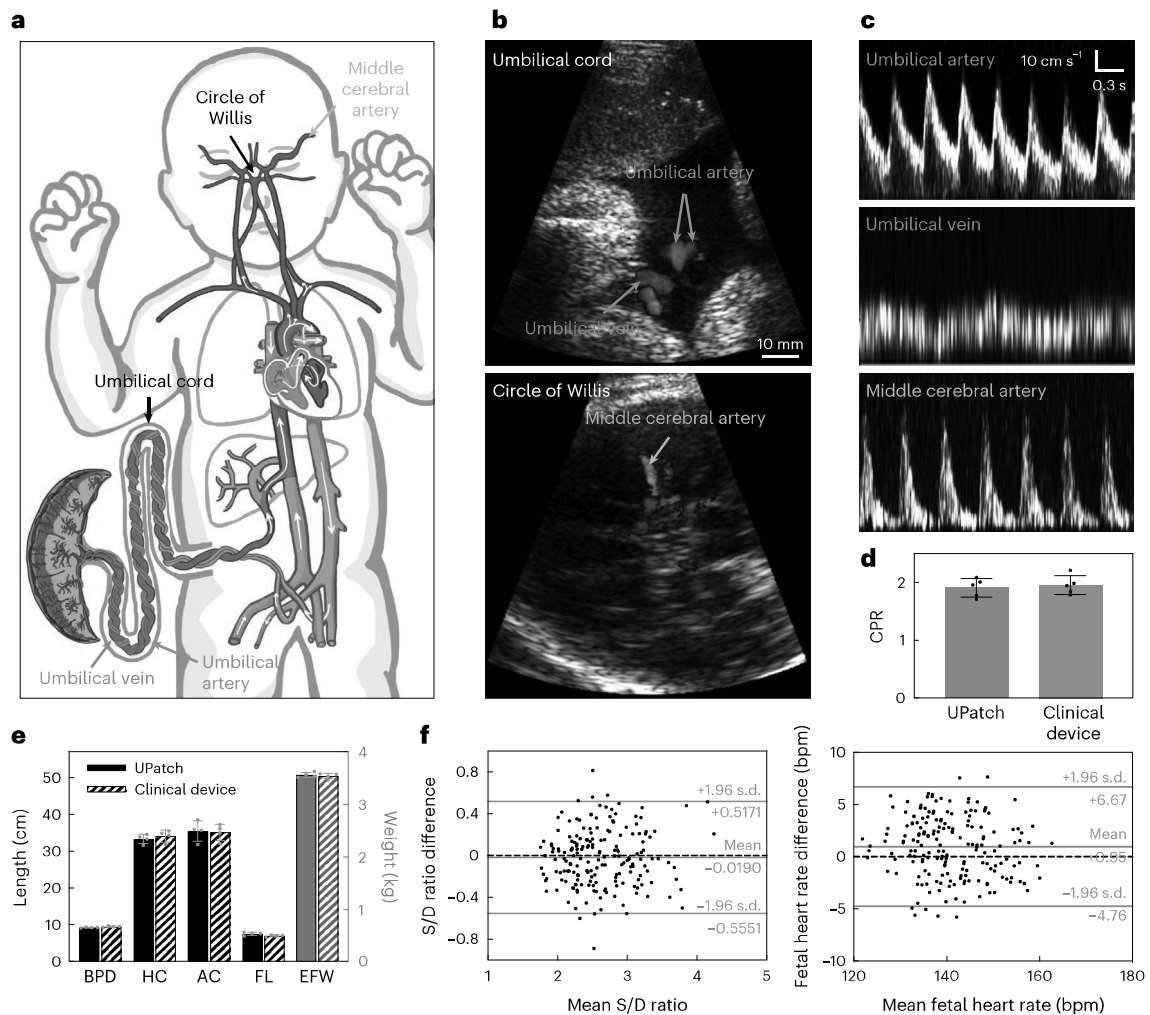 a
Circle of
Willis
Middle
cerebral
artery
Umbilical cord
Umbilical vein
Umbilical
artery
b
Umbilical cord
Umbilical artery
Umbilical vein
10 mm
Circle of Willis
Middle cerebral artery
c
Umbilical artery
10 cm s⁻¹
0.3 s
Umbilical vein
Middle cerebral artery
d
CPR
2
1
0
UPatch
Clinical
device
e
Length (cm)
50
40
30
20
10
0
UPatch
Clinical device
4
3
2
1
0
Weight (kg)
BPD
HC
AC
FL
EFW
f
S/D ratio difference
0.8
0.4
0
−0.4
−0.8
+1.96 s.d.
+0.5171
Mean
−0.0190
−1.96 s.d.
−0.5551
1
2
3
4
5
Mean S/D ratio
Fetal heart rate difference (bpm)
10
5
0
−5
−10
+1.96 s.d.
+6.67
Mean
+0.95
−1.96 s.d.
−4.76
120
140
160
180
Mean fetal heart rate (bpm)